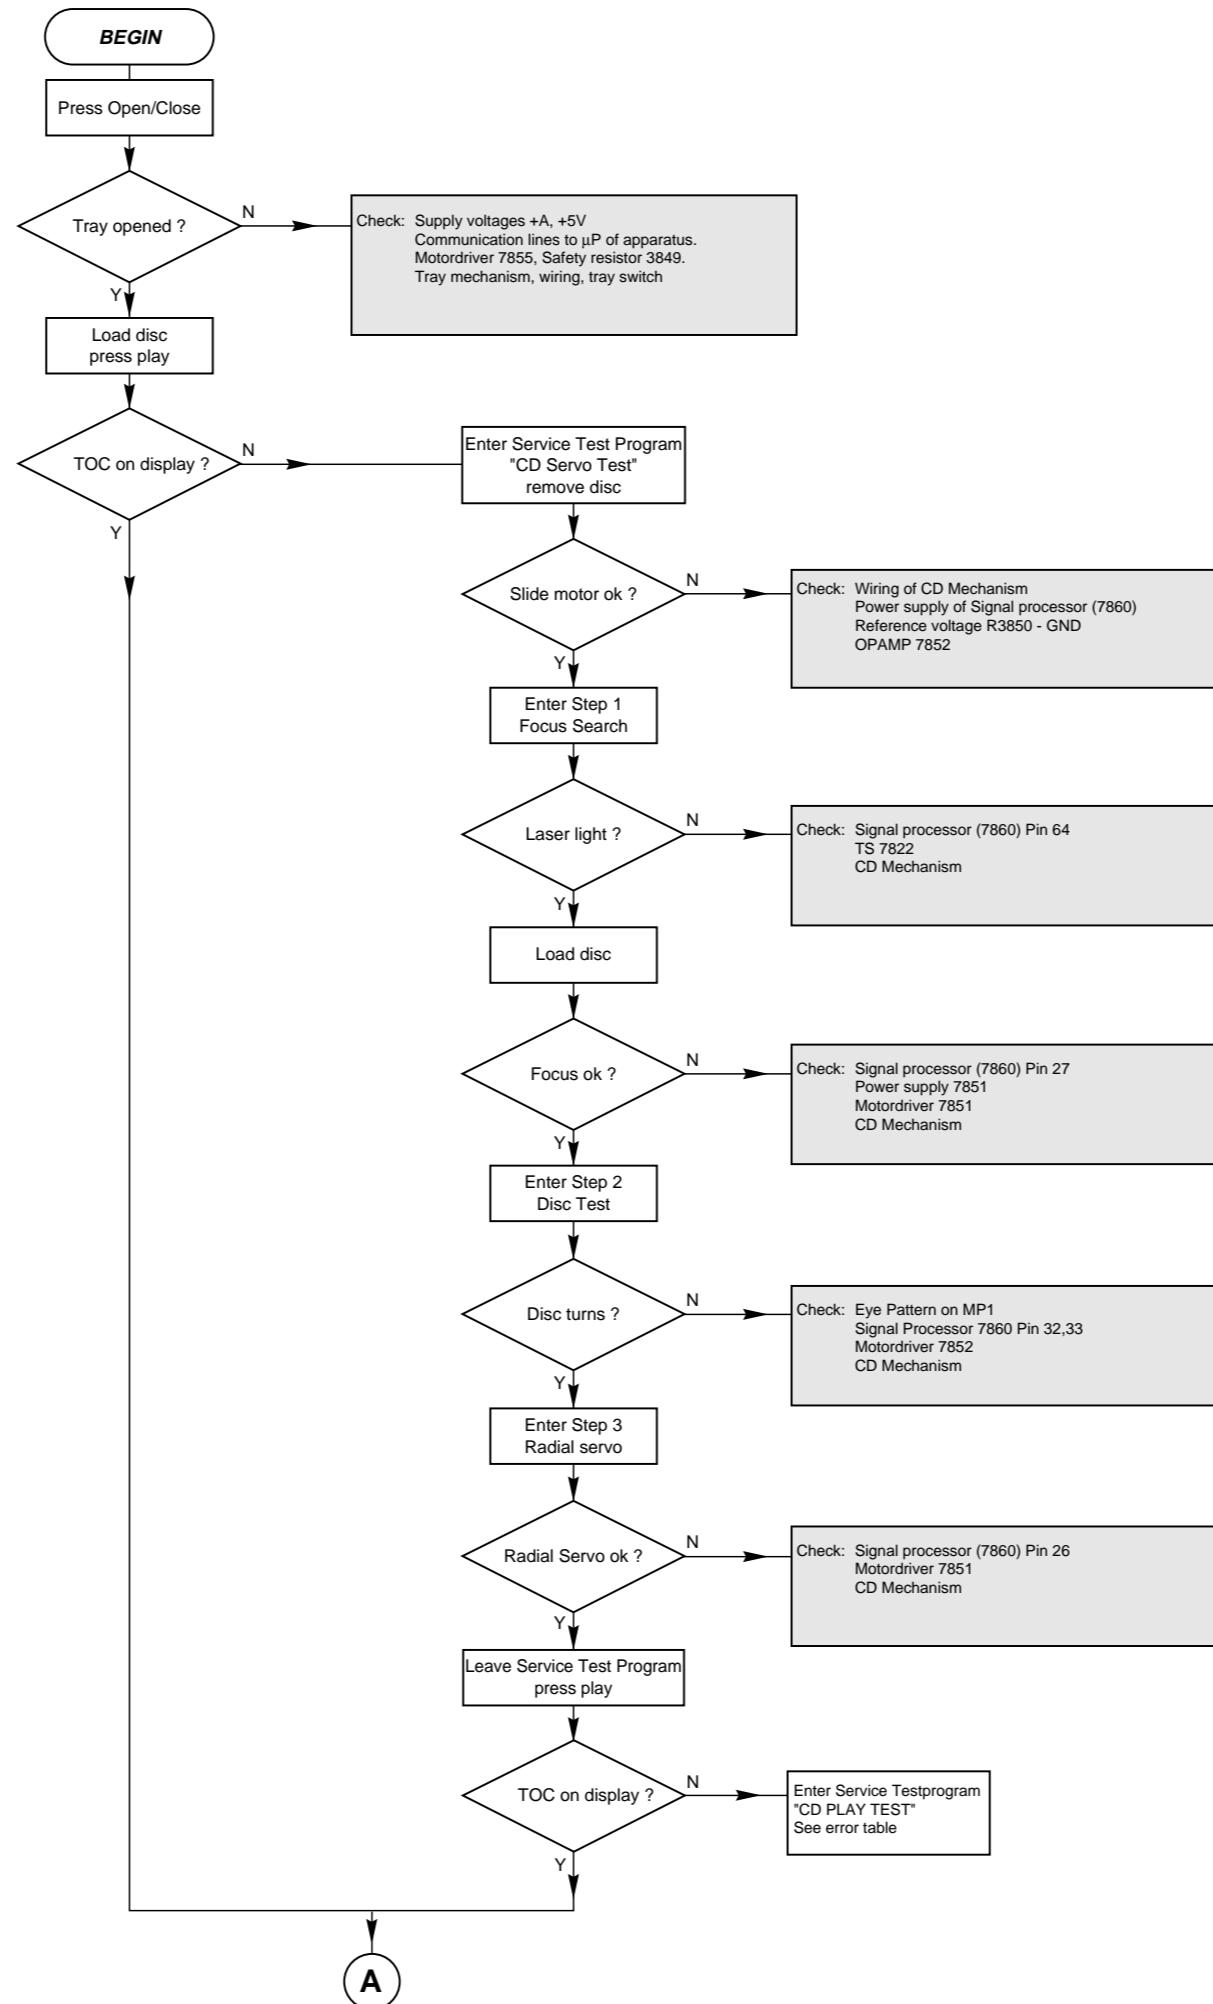 BEGIN
Press Open/Close
Tray opened ?
N
Check: Supply voltages +A, +5V
Communication lines to µP of apparatus.
Motordriver 7855, Safety resistor 3849.
Tray mechanism, wiring, tray switch
Y
Load disc
press play
TOC on display ?
N
Y
Enter Service Test Program
"CD Servo Test"
remove disc
Slide motor ok ?
N
Check: Wiring of CD Mechanism
Power supply of Signal processor (7860)
Reference voltage R3850 - GND
OPAMP 7852
Y
Enter Step 1
Focus Search
Laser light ?
N
Check: Signal processor (7860) Pin 64
TS 7822
CD Mechanism
Y
Load disc
Focus ok ?
N
Check: Signal processor (7860) Pin 27
Power supply 7851
Motordriver 7851
CD Mechanism
Y
Enter Step 2
Disc Test
Disc turns ?
N
Check: Eye Pattern on MP1
Signal Processor 7860 Pin 32,33
Motordriver 7852
CD Mechanism
Y
Enter Step 3
Radial servo
Radial Servo ok ?
N
Check: Signal processor (7860) Pin 26
Motordriver 7851
CD Mechanism
Y
Leave Service Test Program
press play
TOC on display ?
N
Enter Service Testprogram
"CD PLAY TEST"
See error table
Y
A